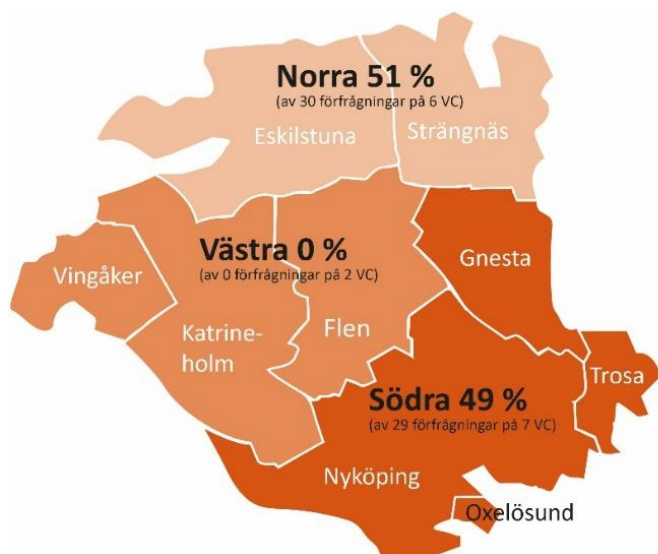 Norra 51 %
(av 30 förfrågningar på 6 VC)
Eskilstuna
Strängnäs
Västra 0 %
(av 0 förfrågningar på 2 VC)
Vingåker
Gnesta
Katrine-
holm
Flen
Trosa
Södra 49 %
(av 29 förfrågningar på 7 VC)
Nyköping
Oxelösund